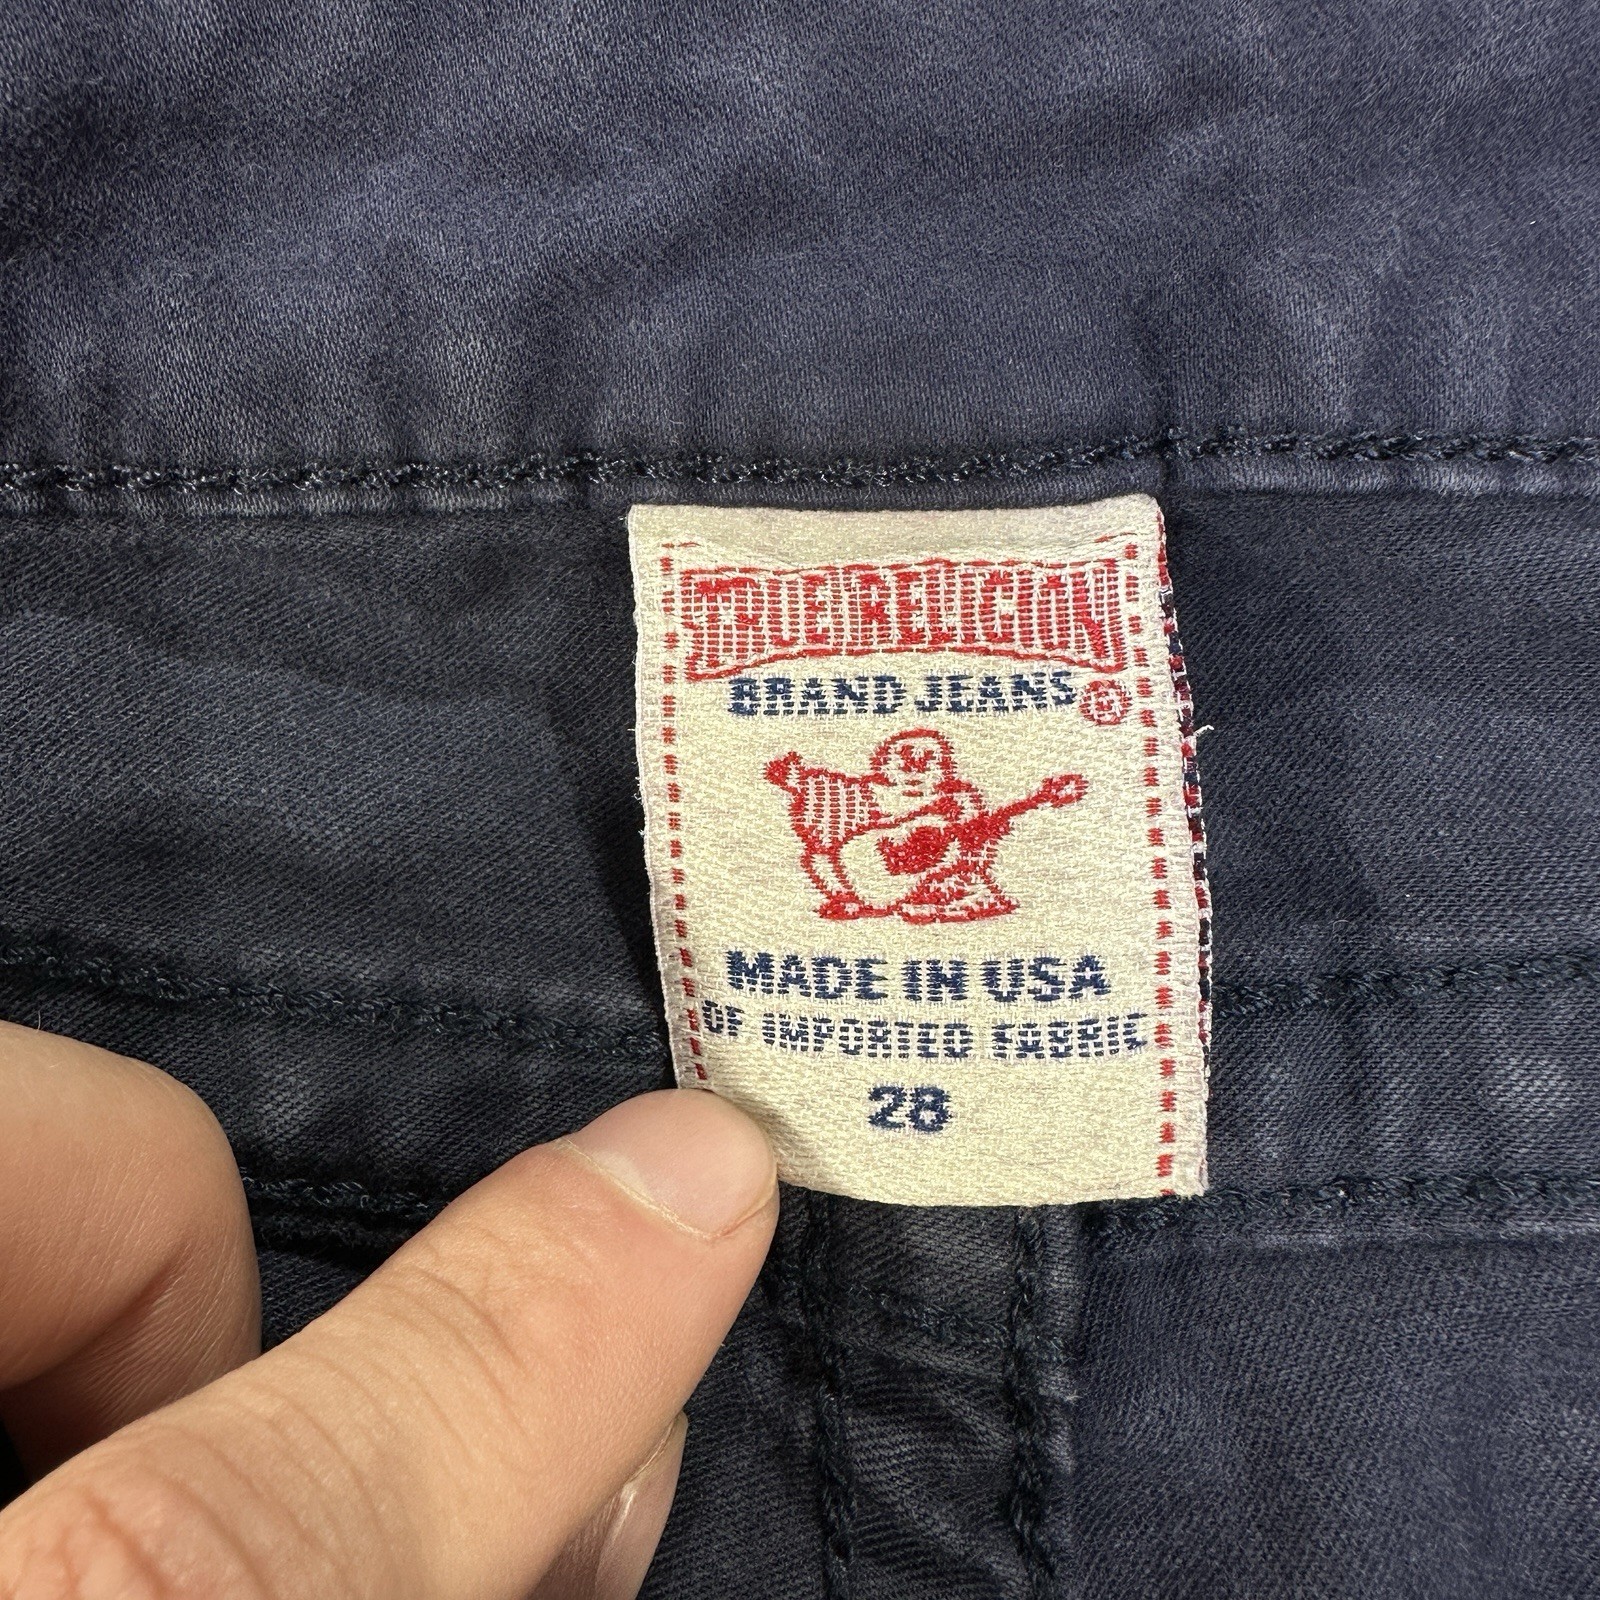 TRUE RELIGION
BRAND JEANS ®
MADE IN USA
OF IMPORTED FABRIC
28